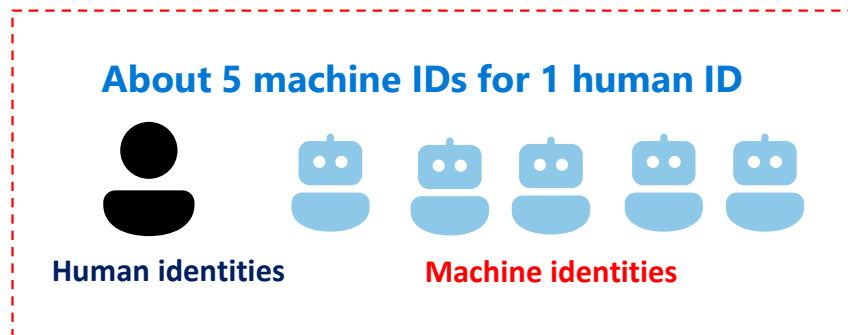 About 5 machine IDs for 1 human ID
Human identities
Machine identities